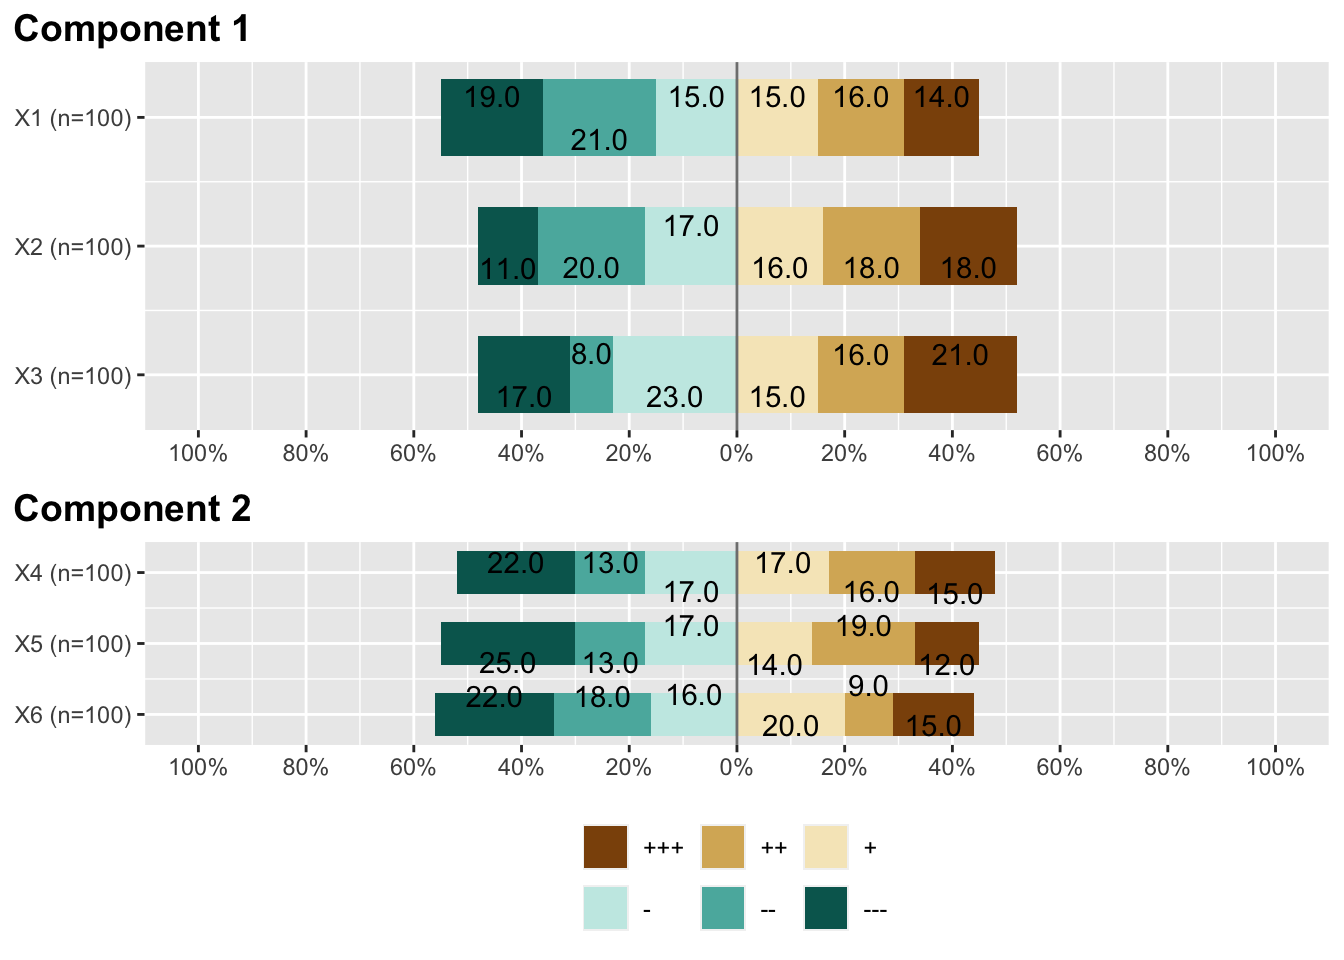 Component 1
X1 (n=100)
19.0 21.0 15.0 15.0 16.0 14.0
X2 (n=100)
11.0 20.0 17.0 16.0 18.0 18.0
X3 (n=100)
17.0 8.0 23.0 15.0 16.0 21.0
100% 80% 60% 40% 20% 0% 20% 40% 60% 80% 100%
Component 2
X4 (n=100)
22.0 13.0 17.0 17.0 16.0 15.0
X5 (n=100)
25.0 13.0 17.0 14.0 19.0 12.0
X6 (n=100)
22.0 18.0 16.0 20.0 9.0 15.0
100% 80% 60% 40% 20% 0% 20% 40% 60% 80% 100%
+++ ++ +
- -- ---